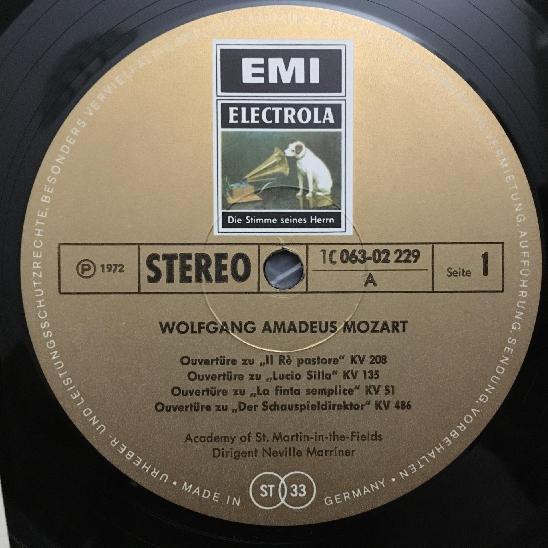 EMI
ELECTROLA
Die Stimme seines Herrn
Ⓟ 1972
STEREO
1C 063-02 229
A
Seite 1
WOLFGANG AMADEUS MOZART
Ouvertüre zu „Il Rè pastore“ KV 208
Ouvertüre zu „Lucio Silla“ KV 135
Ouvertüre zu „La finta semplice“ KV 51
Ouvertüre zu „Der Schauspieldirektor“ KV 486
Academy of St. Martin-in-the-Fields
Dirigent Neville Marriner
URHEBER- UND LEISTUNGSSCHUTZRECHTE, BESONDERS
VERMIETUNG, AUFFÜHRUNG, SENDUNG VORBEHALTEN
• MADE IN
ST 33
GERMANY •